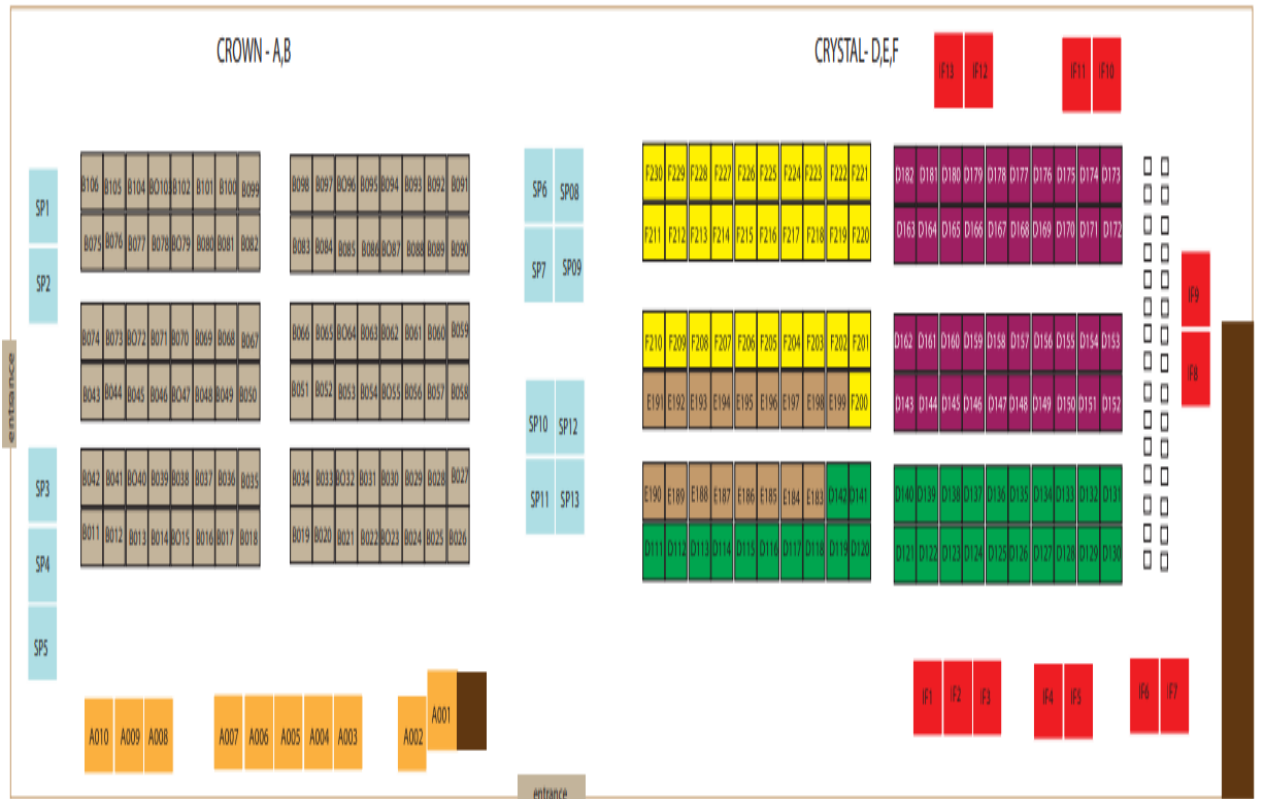 CROWN - A,B
CRYSTAL- D,E,F
IF13 IF12
IF11 IF10
SP1
SP2
entrance
SP3
SP4
SP5
B106 B105 B104 BO103 B102 B101 B100 B099
B075 B076 B077 B078 BO79 B080 B081 B082
B098 B097 BO96 B095 B094 B093 B092 B091
B083 B084 B085 B086 BO87 B088 B089 B090
B074 B073 BO72 B071 B070 B069 B068 B067
B043 B044 B045 B046 BO47 B048 B049 B050
B066 B065 BO64 B063 B062 B061 B060 B059
B051 B052 B053 B054 BO55 B056 B057 B058
B042 B041 BO40 B039 B038 B037 B036 B035
B011 B012 B013 B014 BO15 B016 B017 B018
B034 B033 BO32 B031 B030 B029 B028 B027
B019 B020 B021 B022 BO23 B024 B025 B026
SP6 SP08
SP7 SP09
SP10 SP12
SP11 SP13
F230 F229 F228 F227 F226 F225 F224 F223 F222 F221
F211 F212 F213 F214 F215 F216 F217 F218 F219 F220
F210 F209 F208 F207 F206 F205 F204 F203 F202 F201
E191 E192 E193 E194 E195 E196 E197 E198 E199 F200
E190 E189 E188 E187 E186 E185 E184 E183 D142 D141
D111 D112 D113 D114 D115 D116 D117 D118 D119 D120
D182 D181 D180 D179 D178 D177 D176 D175 D174 D173
D163 D164 D165 D166 D167 D168 D169 D170 D171 D172
D162 D161 D160 D159 D158 D157 D156 D155 D154 D153
D143 D144 D145 D146 D147 D148 D149 D150 D151 D152
D140 D139 D138 D137 D136 D135 D134 D133 D132 D131
D121 D122 D123 D124 D125 D126 D127 D128 D129 D130
IF9
IF8
A010 A009 A008
A007 A006 A005 A004 A003
A002
A001
IF1 IF2 IF3
IF4 IF5
IF6 IF7
entrance